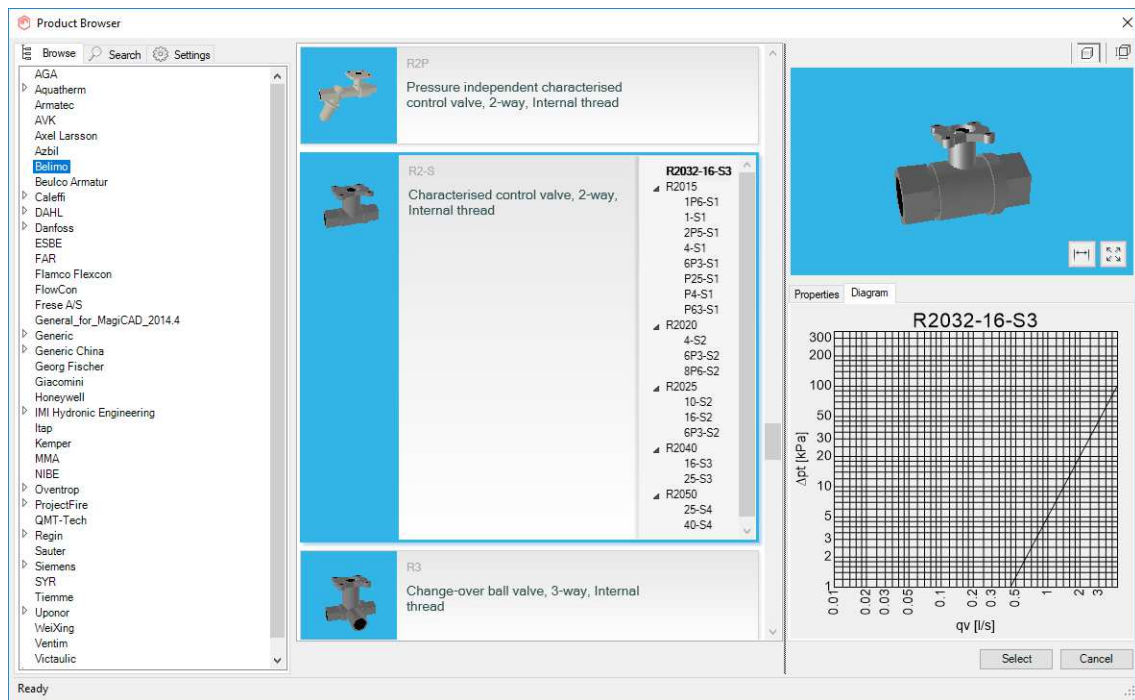 Product Browser
Browse
Search
Settings
AGA
Aquatherm
Armatec
AVK
Axel Larsson
Azbil
Belimo
Beulco Armatur
Caleffi
DAHL
Danfoss
ESBE
FAR
Flamco Flexcon
FlowCon
Frese A/S
General_for_MagiCAD_2014.4
Generic
Generic China
Georg Fischer
Giacomini
Honeywell
IMI Hydronic Engineering
Itap
Kemper
MMA
NIBE
Oventrop
ProjectFire
QMT-Tech
Regin
Sauter
Siemens
SYR
Tiemme
Uponor
WeiXing
Ventim
Victaulic
R2P
Pressure independent characterised
control valve, 2-way, Internal thread
R2-S
Characterised control valve, 2-way,
Internal thread
R2032-16-S3
R2015
1P6-S1
1-S1
2P5-S1
4-S1
6P3-S1
P25-S1
P4-S1
P63-S1
R2020
4-S2
6P3-S2
8P6-S2
R2025
10-S2
16-S2
6P3-S2
R2040
16-S3
25-S3
R2050
25-S4
40-S4
R3
Change-over ball valve, 3-way, Internal
thread
Properties
Diagram
R2032-16-S3
300
200
100
50
30
20
10
5
3
2
1
Δpt [kPa]
0.01
0.02
0.03
0.05
0.1
0.2
0.3
0.5
1
2
3
qv [l/s]
Select
Cancel
Ready